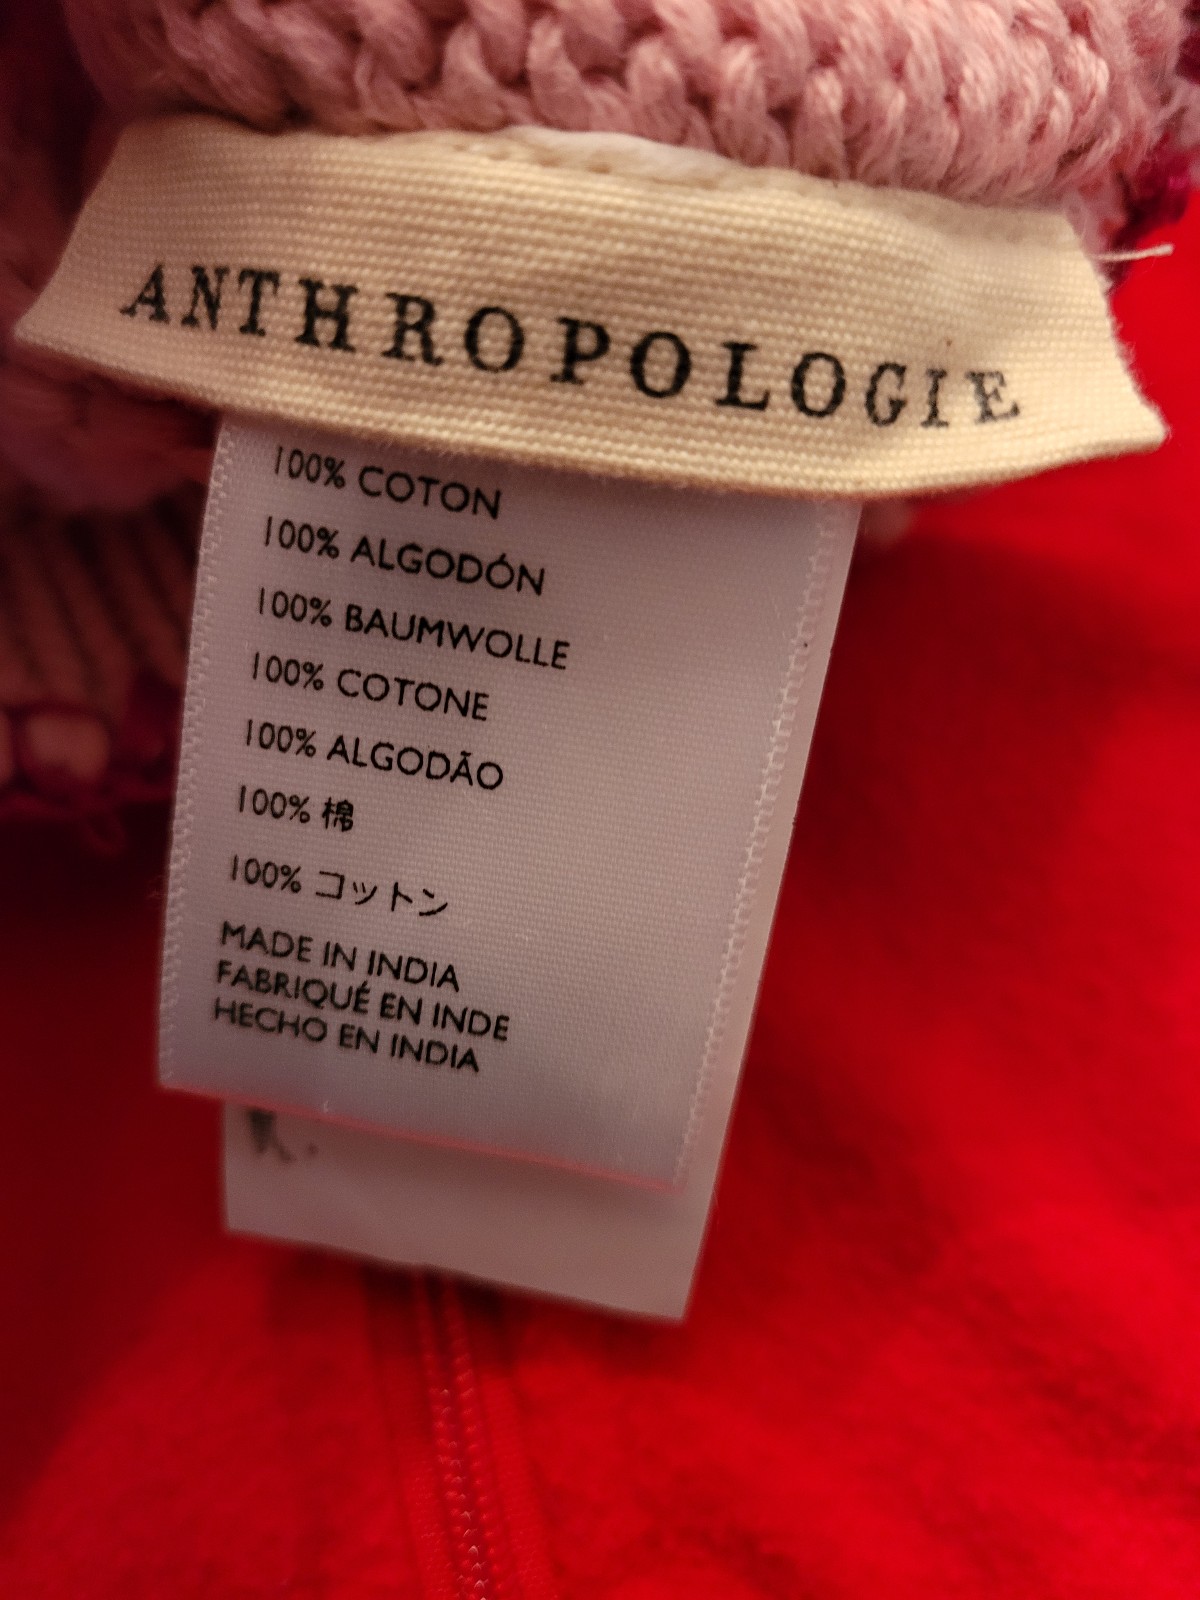 ANTHROPOLOGIE
100% COTON
100% ALGODÓN
100% BAUMWOLLE
100% COTONE
100% ALGODÃO
100% 棉
100% コットン
MADE IN INDIA
FABRIQUÉ EN INDE
HECHO EN INDIA